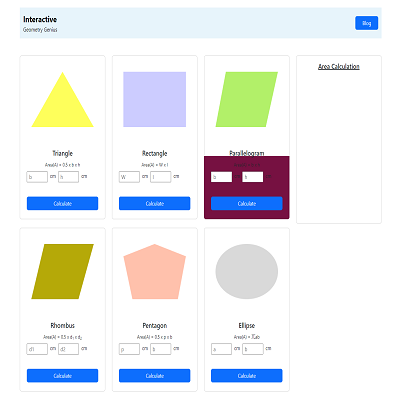 Interactive
Geometry Genius
Blog
Triangle
Area(A) = 0.5 x b x h
b cm h cm
Calculate
Rectangle
Area(A) = W x l
W cm l cm
Calculate
Parallelogram
b h
Calculate
Area Calculation
Rhombus
Area(A) = 0.5 x d₁ x d₂
d1 cm d2 cm
Calculate
Pentagon
Area(A) = 0.5 x p x b
p cm b cm
Calculate
Ellipse
Area(A) = πab
a cm b cm
Calculate